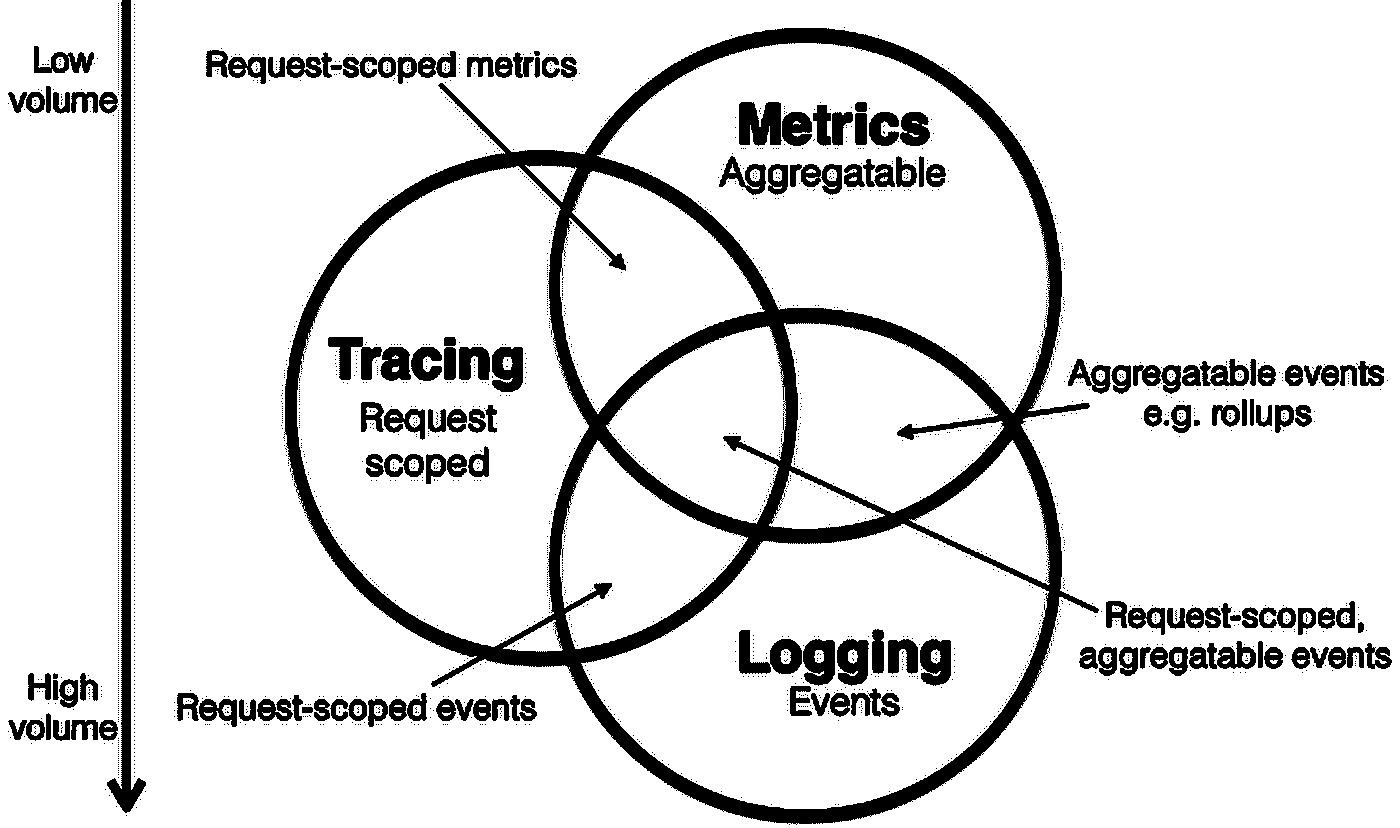 Low
volume
Request-scoped metrics
Metrics
Aggregatable
Tracing
Request
scoped
Aggregatable events
e.g. rollups
Request-scoped,
aggregatable events
Logging
Events
High
volume
Request-scoped events